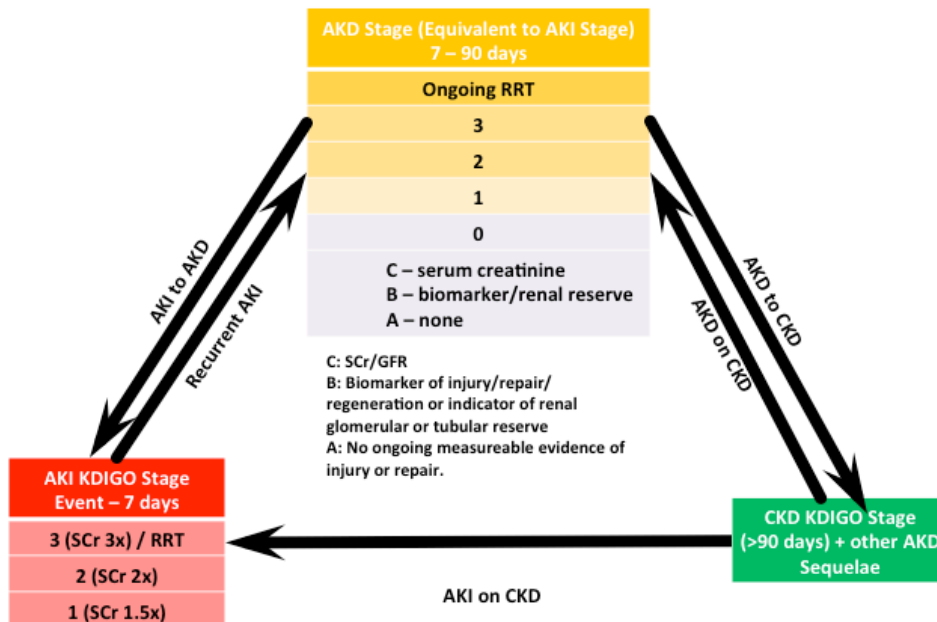 AKD Stage (Equivalent to AKI Stage)
7 – 90 days
Ongoing RRT
3
2
1
0
C – serum creatinine
B – biomarker/renal reserve
A – none
AKI to AKD
Recurrent AKI
AKD to CKD
AKD on CKD
C: SCr/GFR
B: Biomarker of injury/repair/
regeneration or indicator of renal
glomerular or tubular reserve
A: No ongoing measureable evidence of
injury or repair.
AKI KDIGO Stage
Event – 7 days
3 (SCr 3x) / RRT
2 (SCr 2x)
1 (SCr 1.5x)
CKD KDIGO Stage
(>90 days) + other AKD
Sequelae
AKI on CKD